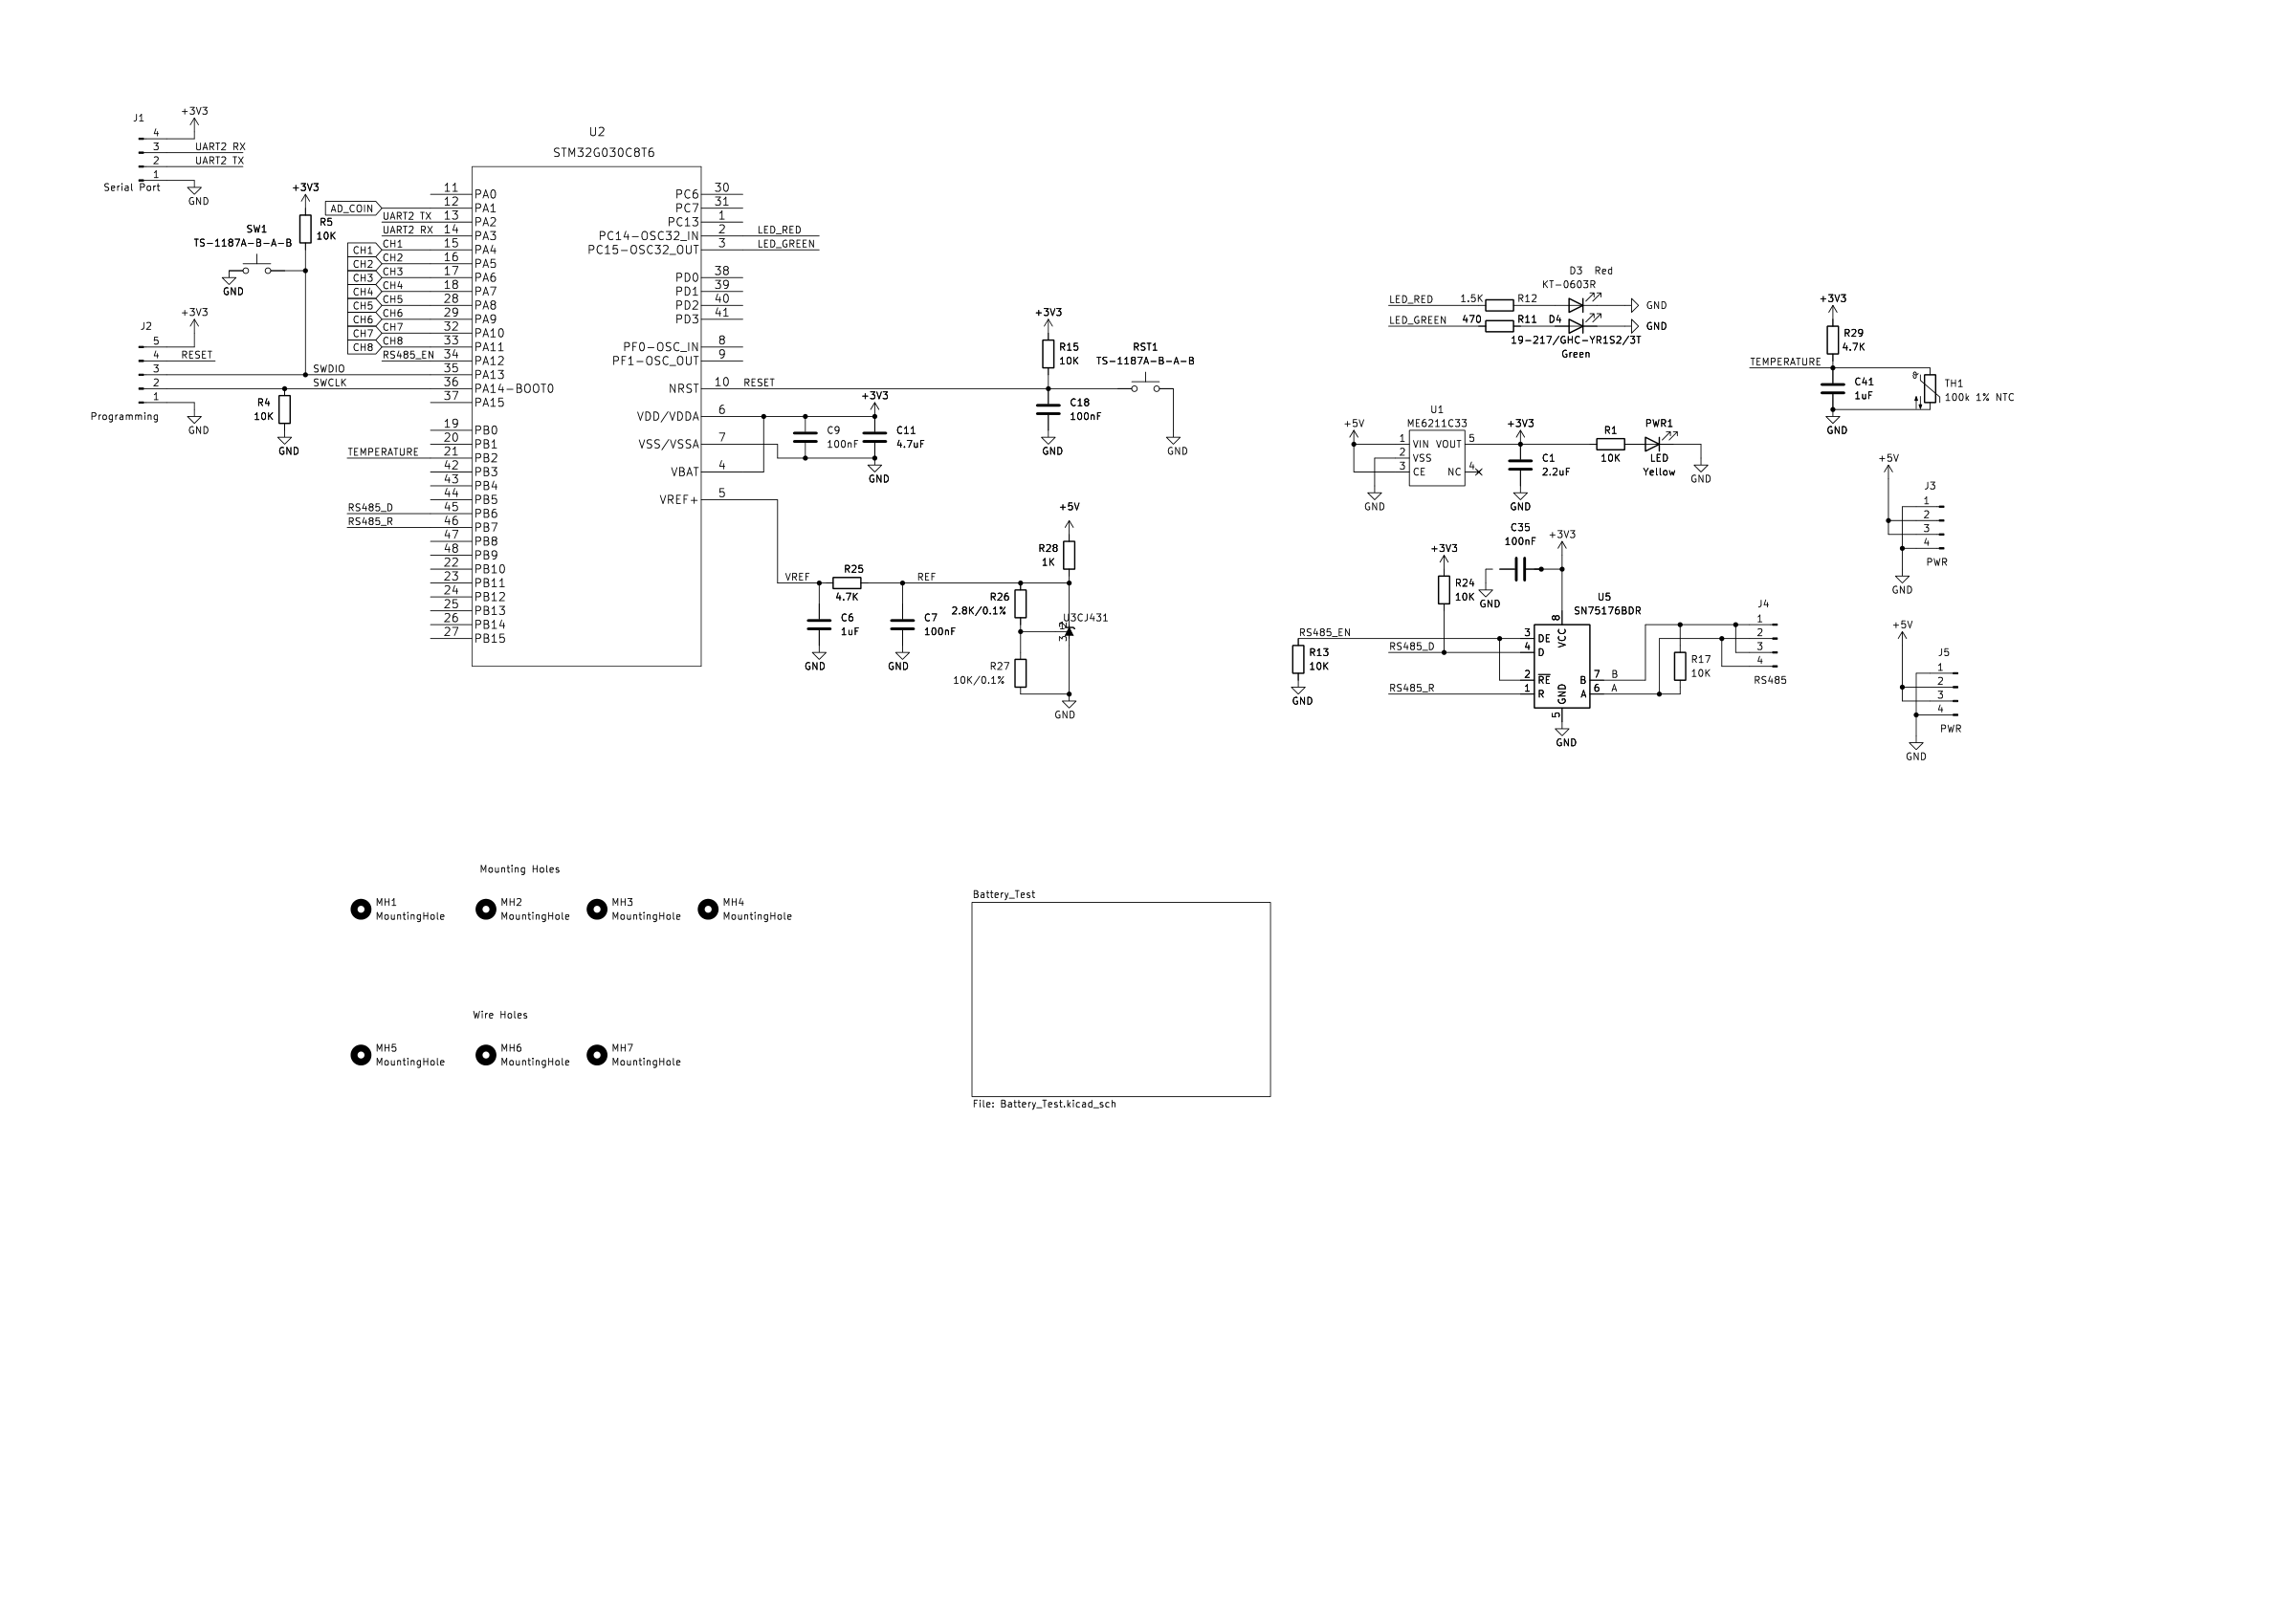 J1
+3V3
4
3 UART2 RX
2 UART2 TX
1
Serial Port
GND
+3V3
R5
10K
SW1
TS-1187A-B-A-B
GND
J2
+3V3
5
4 RESET
3 SWDIO
2 SWCLK
1
Programming
GND
R4
10K
GND
U2
STM32G030C8T6
11 PA0
AD_COIN 12 PA1
UART2 TX 13 PA2
UART2 RX 14 PA3
CH1 CH1 15 PA4
CH2 CH2 16 PA5
CH3 CH3 17 PA6
CH4 CH4 18 PA7
CH5 CH5 28 PA8
CH6 CH6 29 PA9
CH7 CH7 32 PA10
CH8 CH8 33 PA11
RS485_EN 34 PA12
35 PA13
36 PA14-BOOT0
37 PA15
19 PB0
20 PB1
TEMPERATURE 21 PB2
42 PB3
43 PB4
44 PB5
RS485_D 45 PB6
RS485_R 46 PB7
47 PB8
48 PB9
22 PB10
23 PB11
24 PB12
25 PB13
26 PB14
27 PB15
PC6 30
PC7 31
PC13 1
PC14-OSC32_IN 2 LED_RED
PC15-OSC32_OUT 3 LED_GREEN
PD0 38
PD1 39
PD2 40
PD3 41
PF0-OSC_IN 8
PF1-OSC_OUT 9
NRST 10 RESET
VDD/VDDA 6
VSS/VSSA 7
VBAT 4
VREF+ 5
+3V3
C9
100nF
C11
4.7uF
GND
+3V3
R15
10K
RST1
TS-1187A-B-A-B
C18
100nF
GND
GND
+5V
R28
1K
VREF
R25
4.7K
REF
C6
1uF
GND
C7
100nF
GND
R26
2.8K/0.1%
U3CJ431
1
2
3
R27
10K/0.1%
GND
D3 Red
KT-0603R
LED_RED 1.5K R12 GND
LED_GREEN 470 R11 D4 GND
19-217/GHC-YR1S2/3T
Green
U1
ME6211C33
+5V
1 VIN VOUT 5
2 VSS
3 CE NC 4
GND
+3V3
C1
2.2uF
GND
R1
10K
PWR1
LED
Yellow
GND
C35
100nF
+3V3
GND
+3V3
R24
10K
U5
SN75176BDR
8 VCC
RS485_EN 3 DE
RS485_D 4 D
2 RE
RS485_R 1 R
B 7 B
A 6 A
GND
5
GND
R13
10K
GND
R17
10K
J4
1
2
3
4
RS485
+3V3
R29
4.7K
TEMPERATURE
C41
1uF
GND
TH1
100k 1% NTC
+5V
J3
1
2
3
4
PWR
GND
+5V
J5
1
2
3
4
PWR
GND
Mounting Holes
MH1
MountingHole
MH2
MountingHole
MH3
MountingHole
MH4
MountingHole
Wire Holes
MH5
MountingHole
MH6
MountingHole
MH7
MountingHole
Battery_Test
File: Battery_Test.kicad_sch